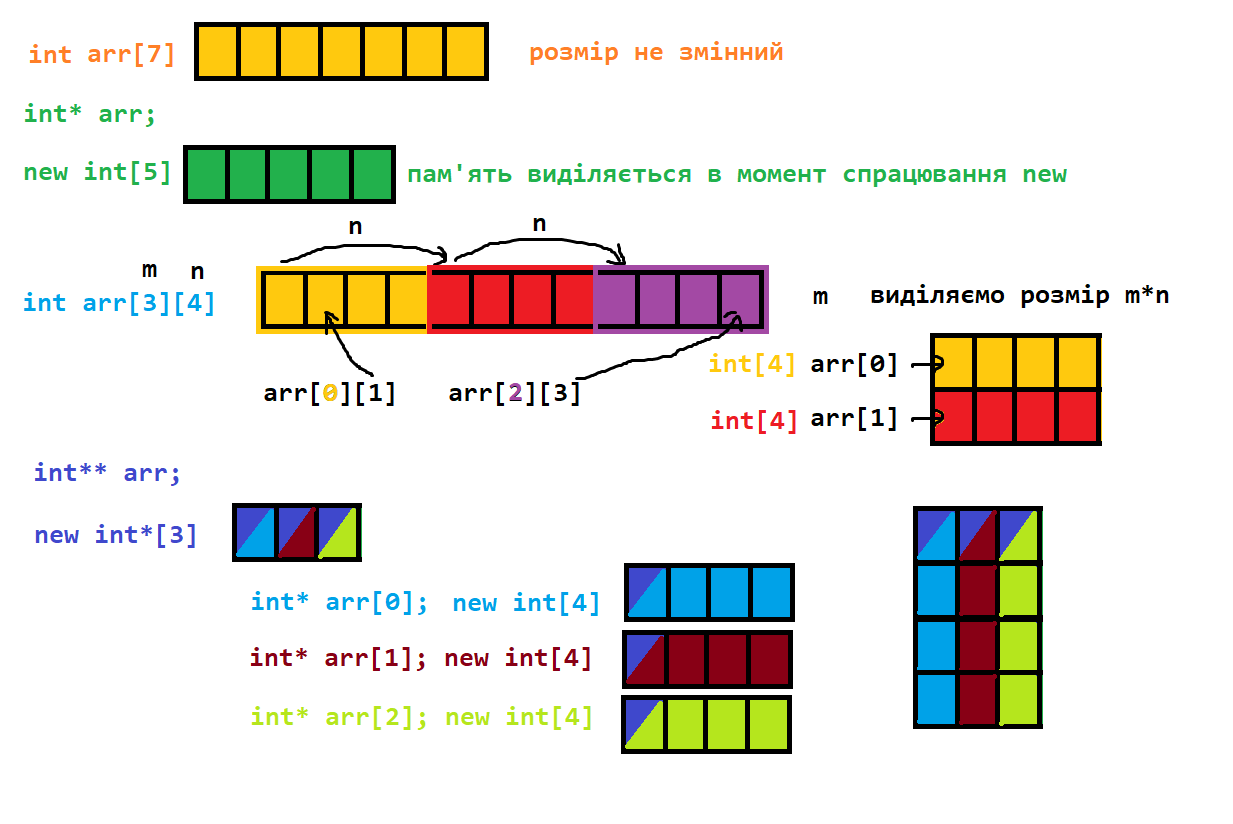 int arr[7] розмір не змінний
int* arr;
new int[5] пам'ять виділяється в момент спрацювання new
n n
m n
int arr[3][4] m виділяємо розмір m*n
arr[0][1] arr[2][3] int[4] arr[0]
int[4] arr[1]
int** arr;
new int*[3]
int* arr[0]; new int[4]
int* arr[1]; new int[4]
int* arr[2]; new int[4]